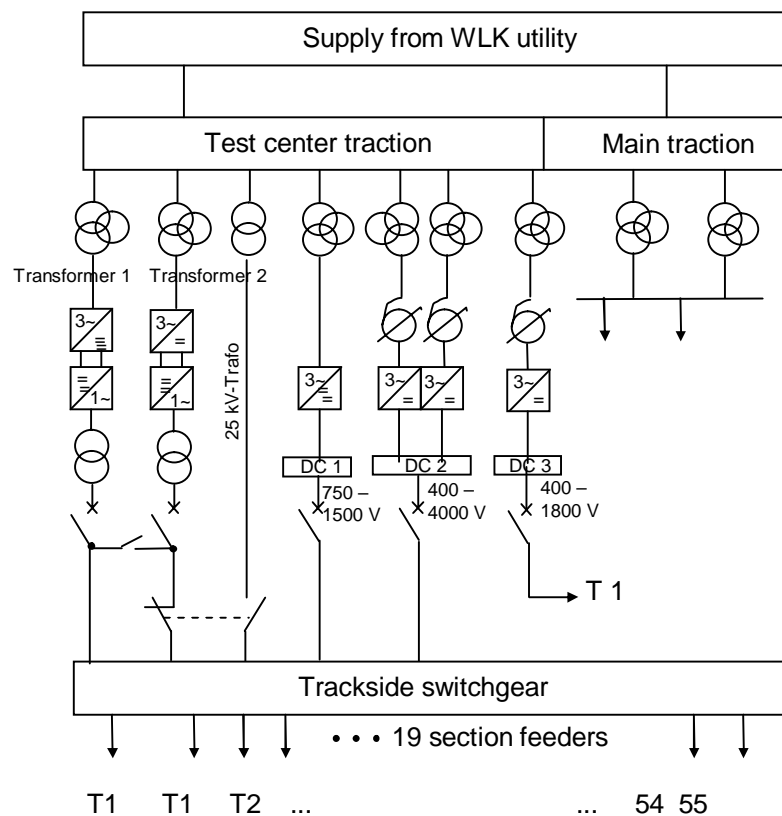 Supply from WLK utility
Test center traction
Main traction
Transformer 1
Transformer 2
3~
=
3~
=
=
1~
=
1~
25 kV-Trafo
3~
=
3~
=
3~
=
3~
=
DC 1
DC 2
DC 3
750 –
1500 V
400 –
4000 V
400 –
1800 V
T 1
Trackside switchgear
• • • 19 section feeders
T1 T1 T2 ... ... 54 55